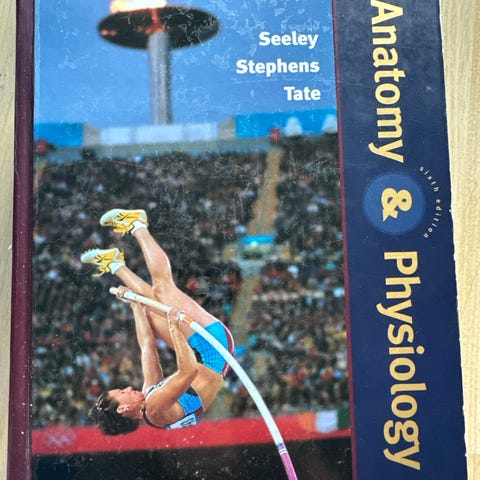 Seeley
Stephens
Tate
Anatomy & Physiology
sixth edition